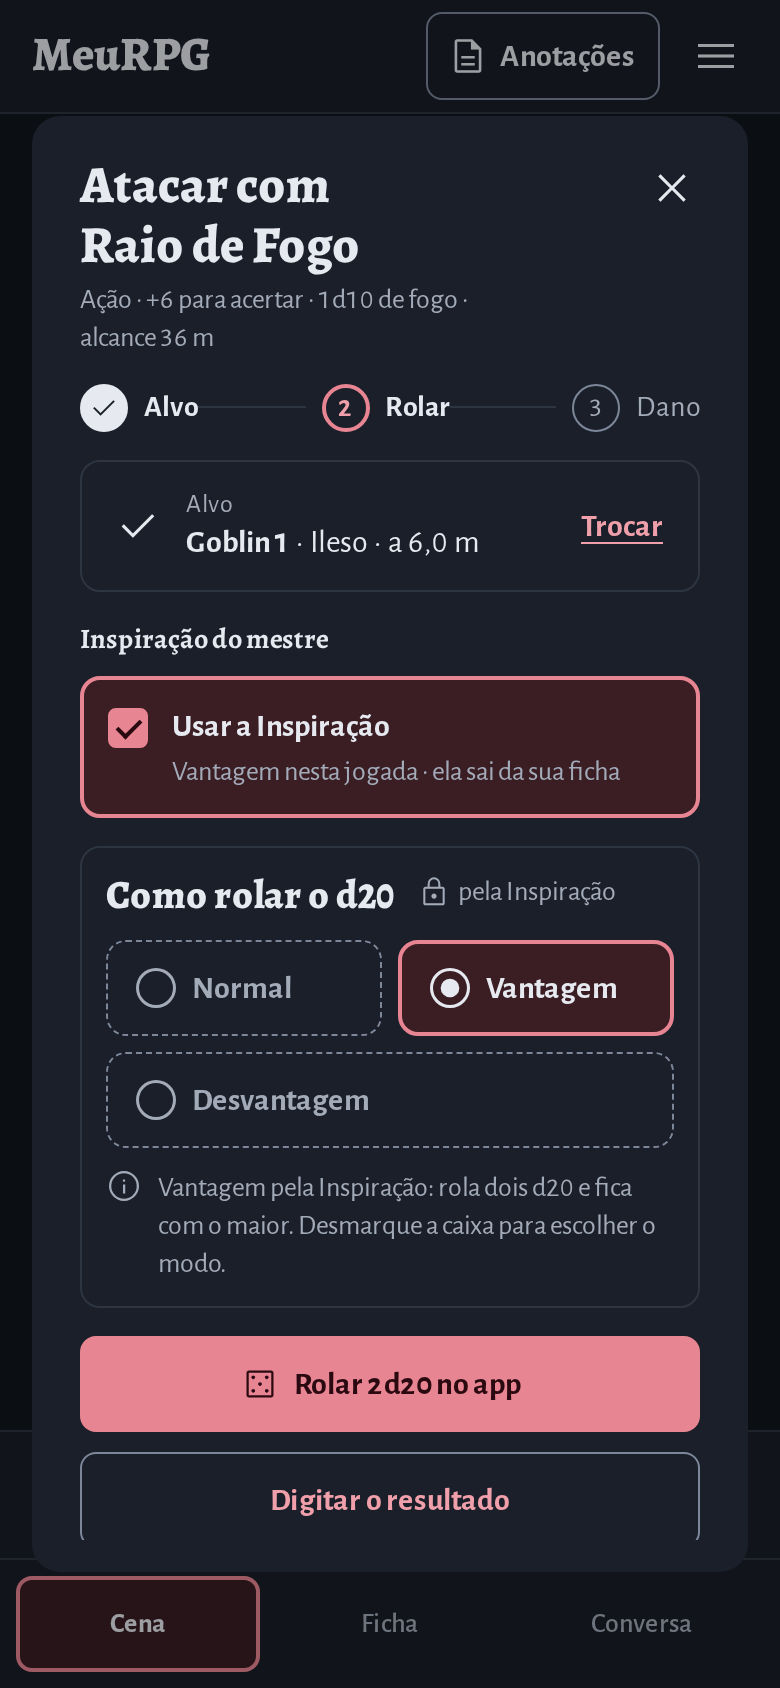 MeuRPG
Anotações
Atacar com
Raio de Fogo
Ação · +6 para acertar · 1d10 de fogo ·
alcance 36 m
Alvo
2 Rolar
3 Dano
Alvo
Goblin 1 · Ileso · a 6,0 m
Trocar
Inspiração do mestre
Usar a Inspiração
Vantagem nesta jogada · ela sai da sua ficha
Como rolar o d20
pela Inspiração
Normal
Vantagem
Desvantagem
Vantagem pela Inspiração: rola dois d20 e fica
com o maior. Desmarque a caixa para escolher o
modo.
Rolar 2d20 no app
Digitar o resultado
Cena
Ficha
Conversa